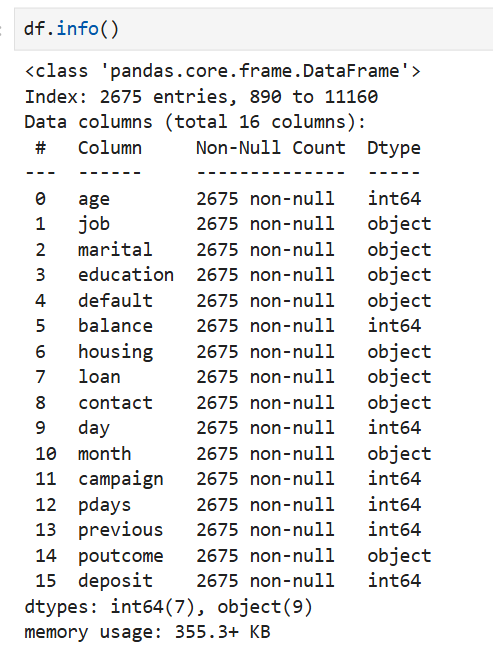 df.info()
<class 'pandas.core.frame.DataFrame'>
Index: 2675 entries, 890 to 11160
Data columns (total 16 columns):
 #   Column     Non-Null Count  Dtype
---  ------     --------------  -----
 0   age        2675 non-null   int64
 1   job        2675 non-null   object
 2   marital    2675 non-null   object
 3   education  2675 non-null   object
 4   default    2675 non-null   object
 5   balance    2675 non-null   int64
 6   housing    2675 non-null   object
 7   loan       2675 non-null   object
 8   contact    2675 non-null   object
 9   day        2675 non-null   int64
 10  month      2675 non-null   object
 11  campaign   2675 non-null   int64
 12  pdays      2675 non-null   int64
 13  previous   2675 non-null   int64
 14  poutcome   2675 non-null   object
 15  deposit    2675 non-null   int64
dtypes: int64(7), object(9)
memory usage: 355.3+ KB